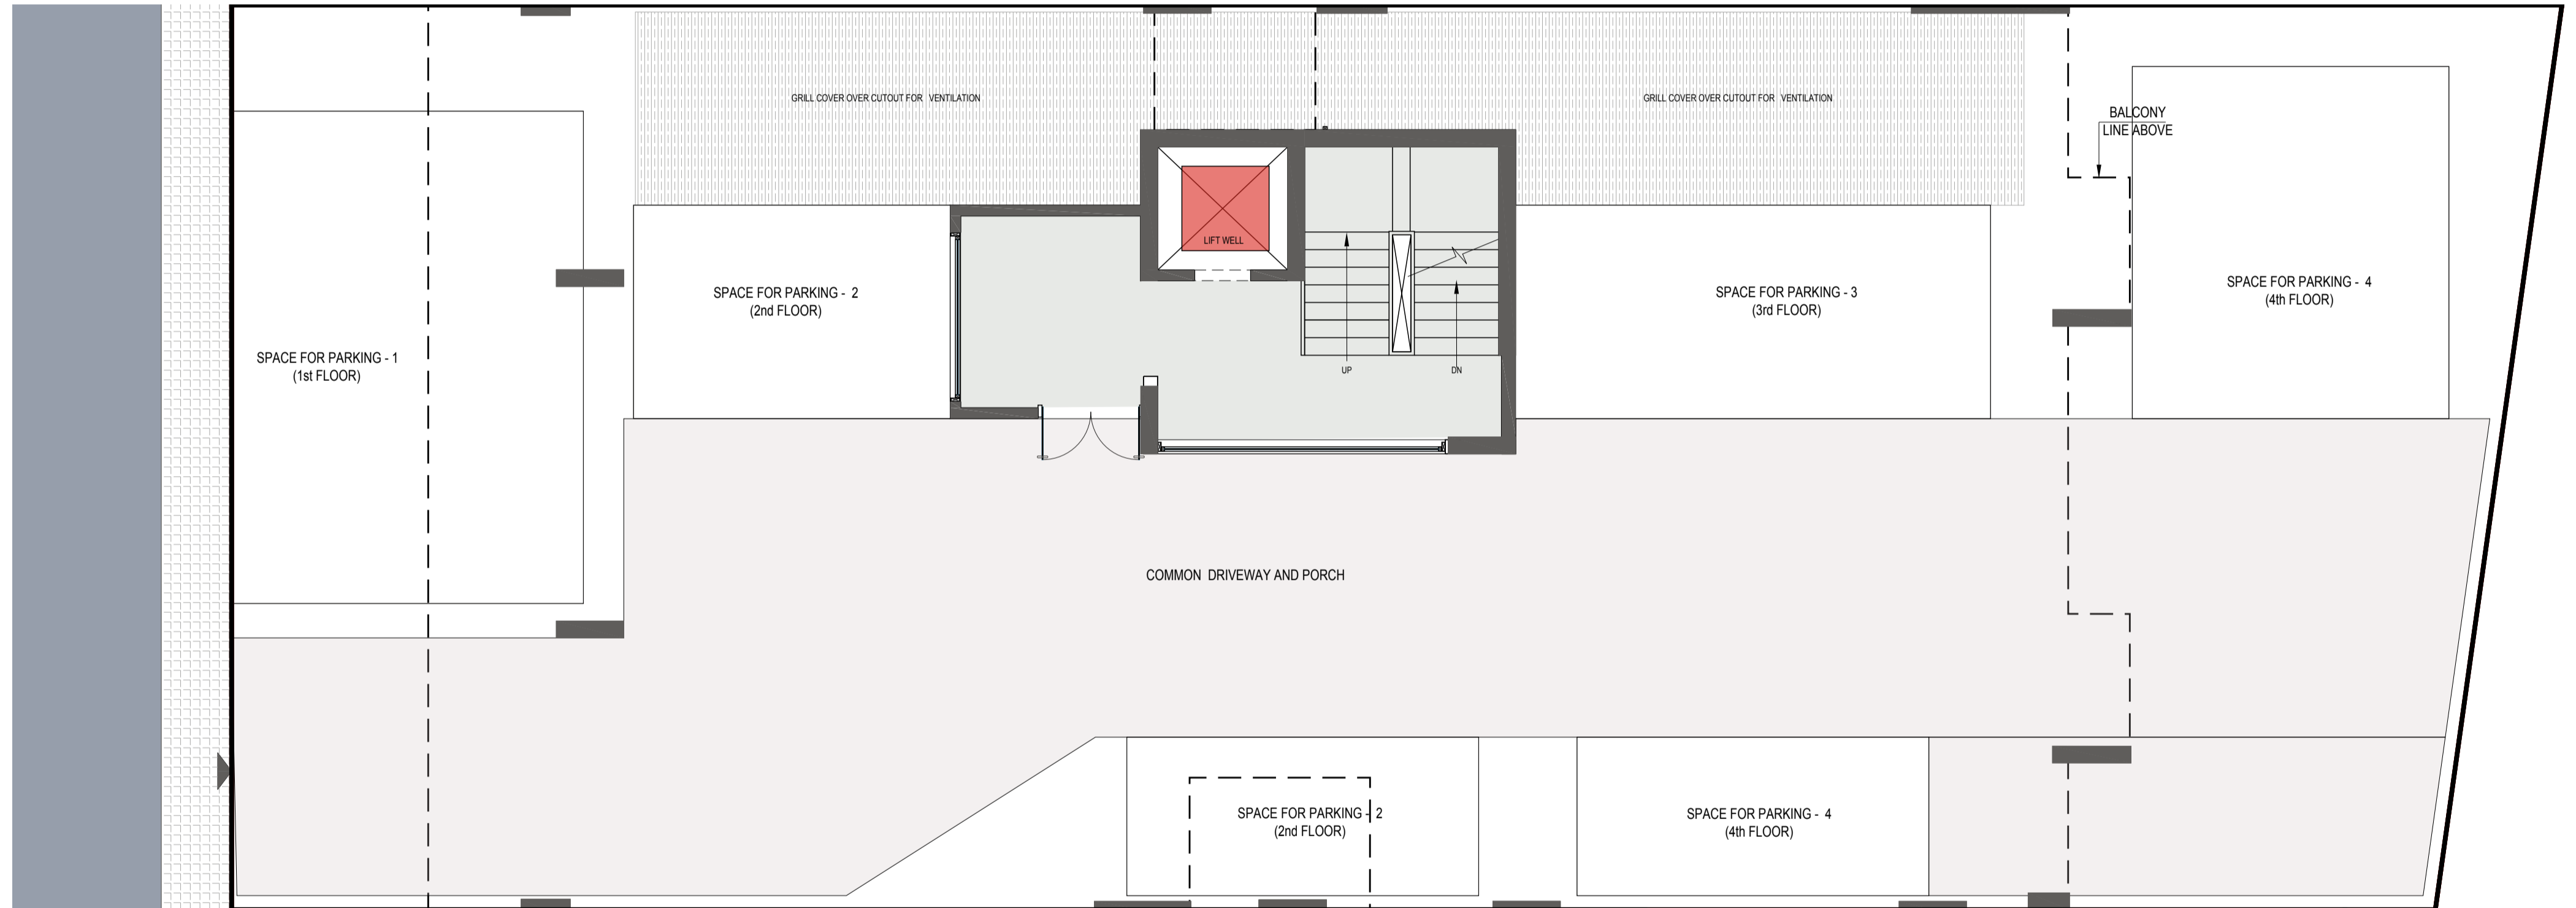 GRILL COVER OVER CUTOUT FOR VENTILATION
GRILL COVER OVER CUTOUT FOR VENTILATION
BALCONY
LINE ABOVE
LIFT WELL
SPACE FOR PARKING - 2
(2nd FLOOR)
SPACE FOR PARKING - 3
(3rd FLOOR)
SPACE FOR PARKING - 4
(4th FLOOR)
SPACE FOR PARKING - 1
(1st FLOOR)
UP
DN
COMMON DRIVEWAY AND PORCH
SPACE FOR PARKING - 2
(2nd FLOOR)
SPACE FOR PARKING - 4
(4th FLOOR)